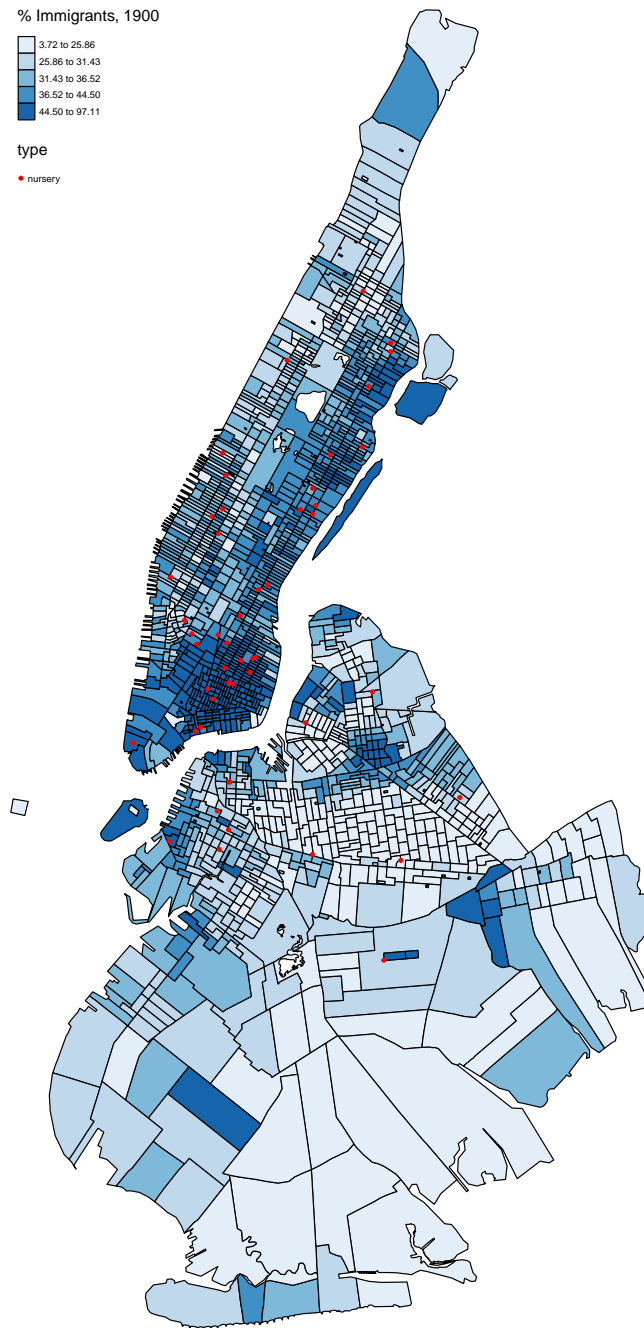 % Immigrants, 1900
3.72 to 25.86
25.86 to 31.43
31.43 to 36.52
36.52 to 44.50
44.50 to 97.11
type
nursery